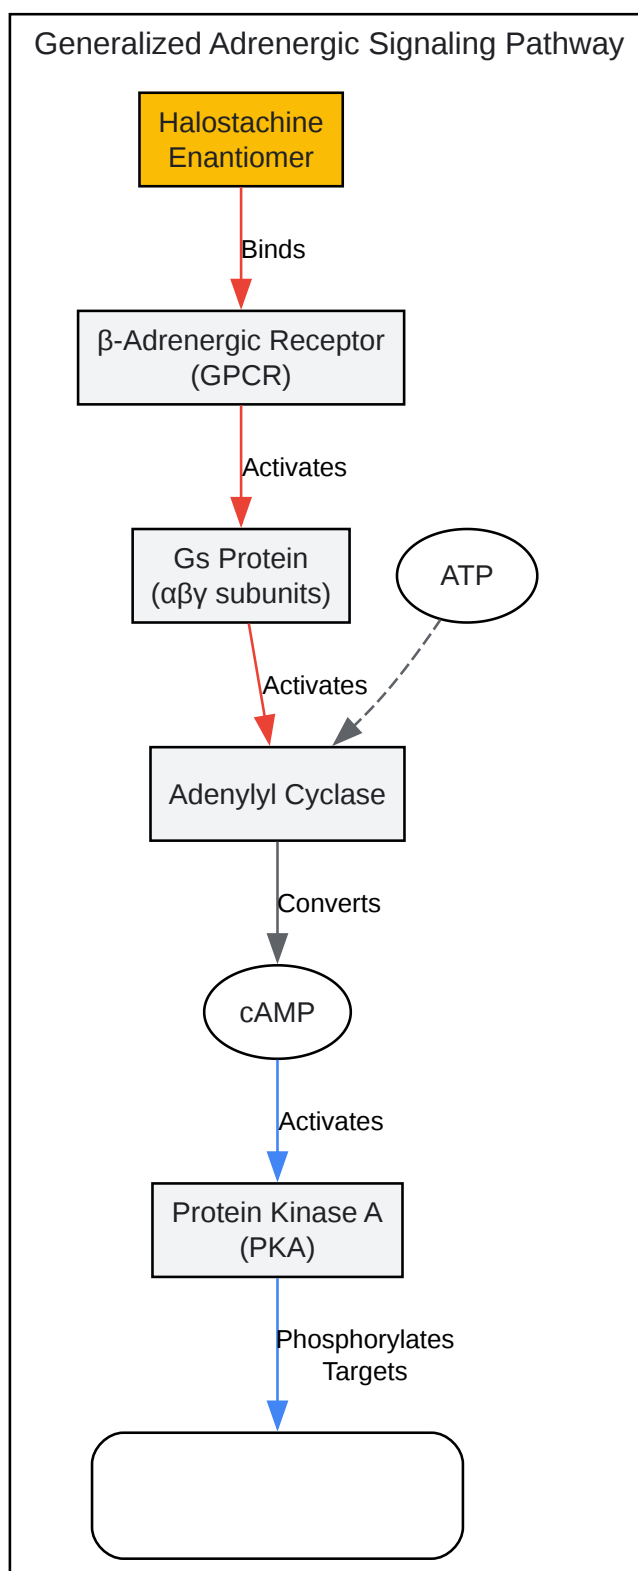 Generalized Adrenergic Signaling Pathway
Halostachine
Enantiomer
Binds
β-Adrenergic Receptor
(GPCR)
Activates
Gs Protein
(αβγ subunits)
ATP
Activates
Adenylyl Cyclase
Converts
cAMP
Activates
Protein Kinase A
(PKA)
Phosphorylates
Targets